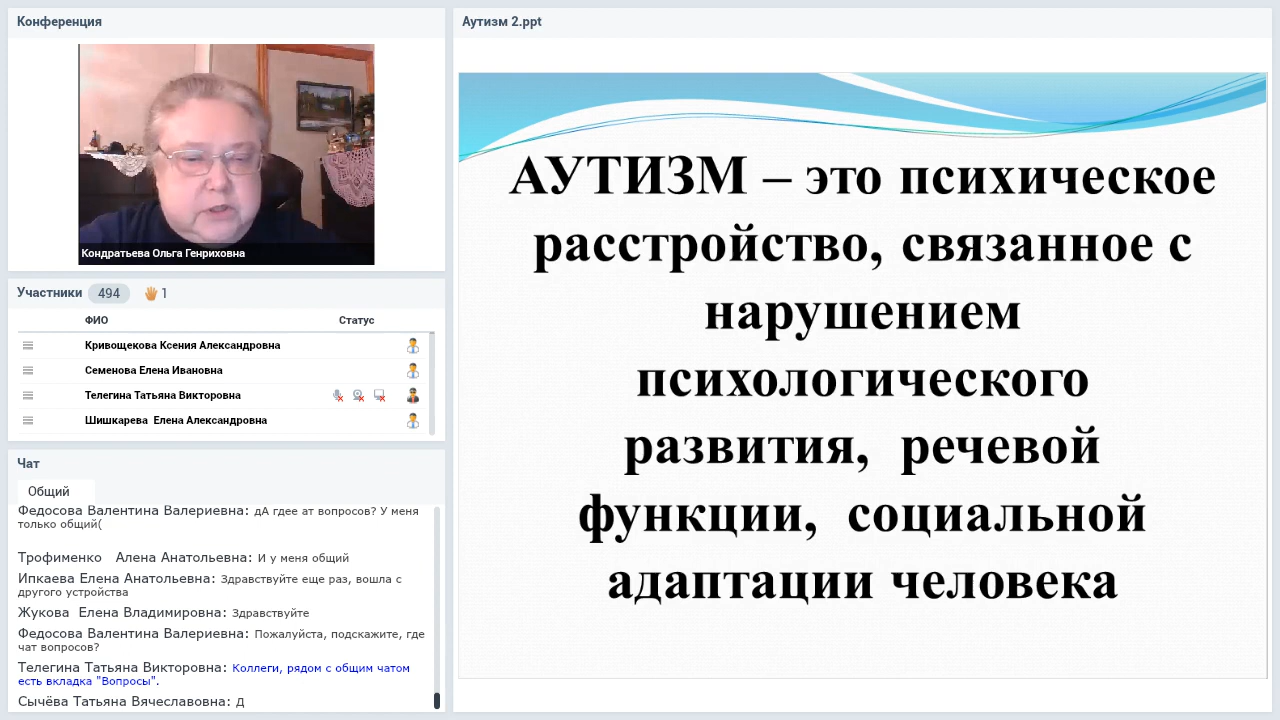 Конференция
Кондратьева Ольга Генриховна
Участники 494 1
ФИО Статус
Кривощекова Ксения Александровна
Семенова Елена Ивановна
Телегина Татьяна Викторовна
Шишкарева Елена Александровна
Чат
Общий
Федосова Валентина Валериевна: дА гдее ат вопросов? У меня
только общий(
Трофименко Алена Анатольевна: И у меня общий
Ипкаева Елена Анатольевна: Здравствуйте еще раз, вошла с
другого устройства
Жукова Елена Владимировна: Здравствуйте
Федосова Валентина Валериевна: Пожалуйста, подскажите, где
чат вопросов?
Телегина Татьяна Викторовна: Коллеги, рядом с общим чатом
есть вкладка "Вопросы".
Сычёва Татьяна Вячеславовна: Д
Аутизм 2.ppt
АУТИЗМ – это психическое
расстройство, связанное с
нарушением
психологического
развития, речевой
функции, социальной
адаптации человека